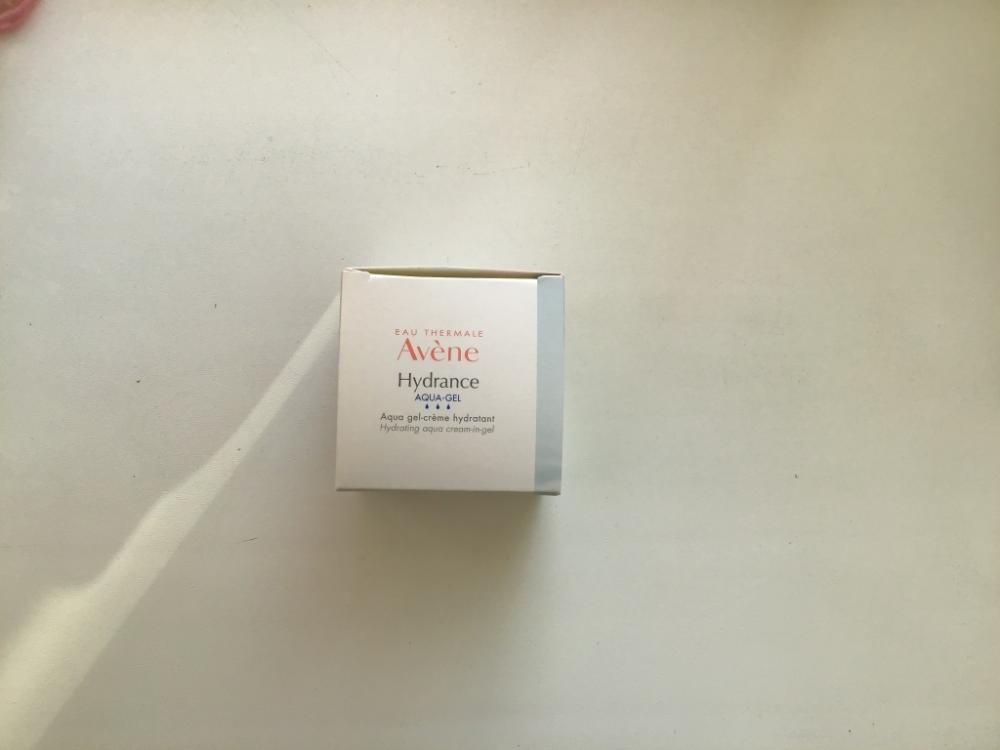 EAU THERMALE
Avène
Hydrance
AQUA-GEL
Aqua gel-crème hydratant
Hydrating aqua cream-in-gel